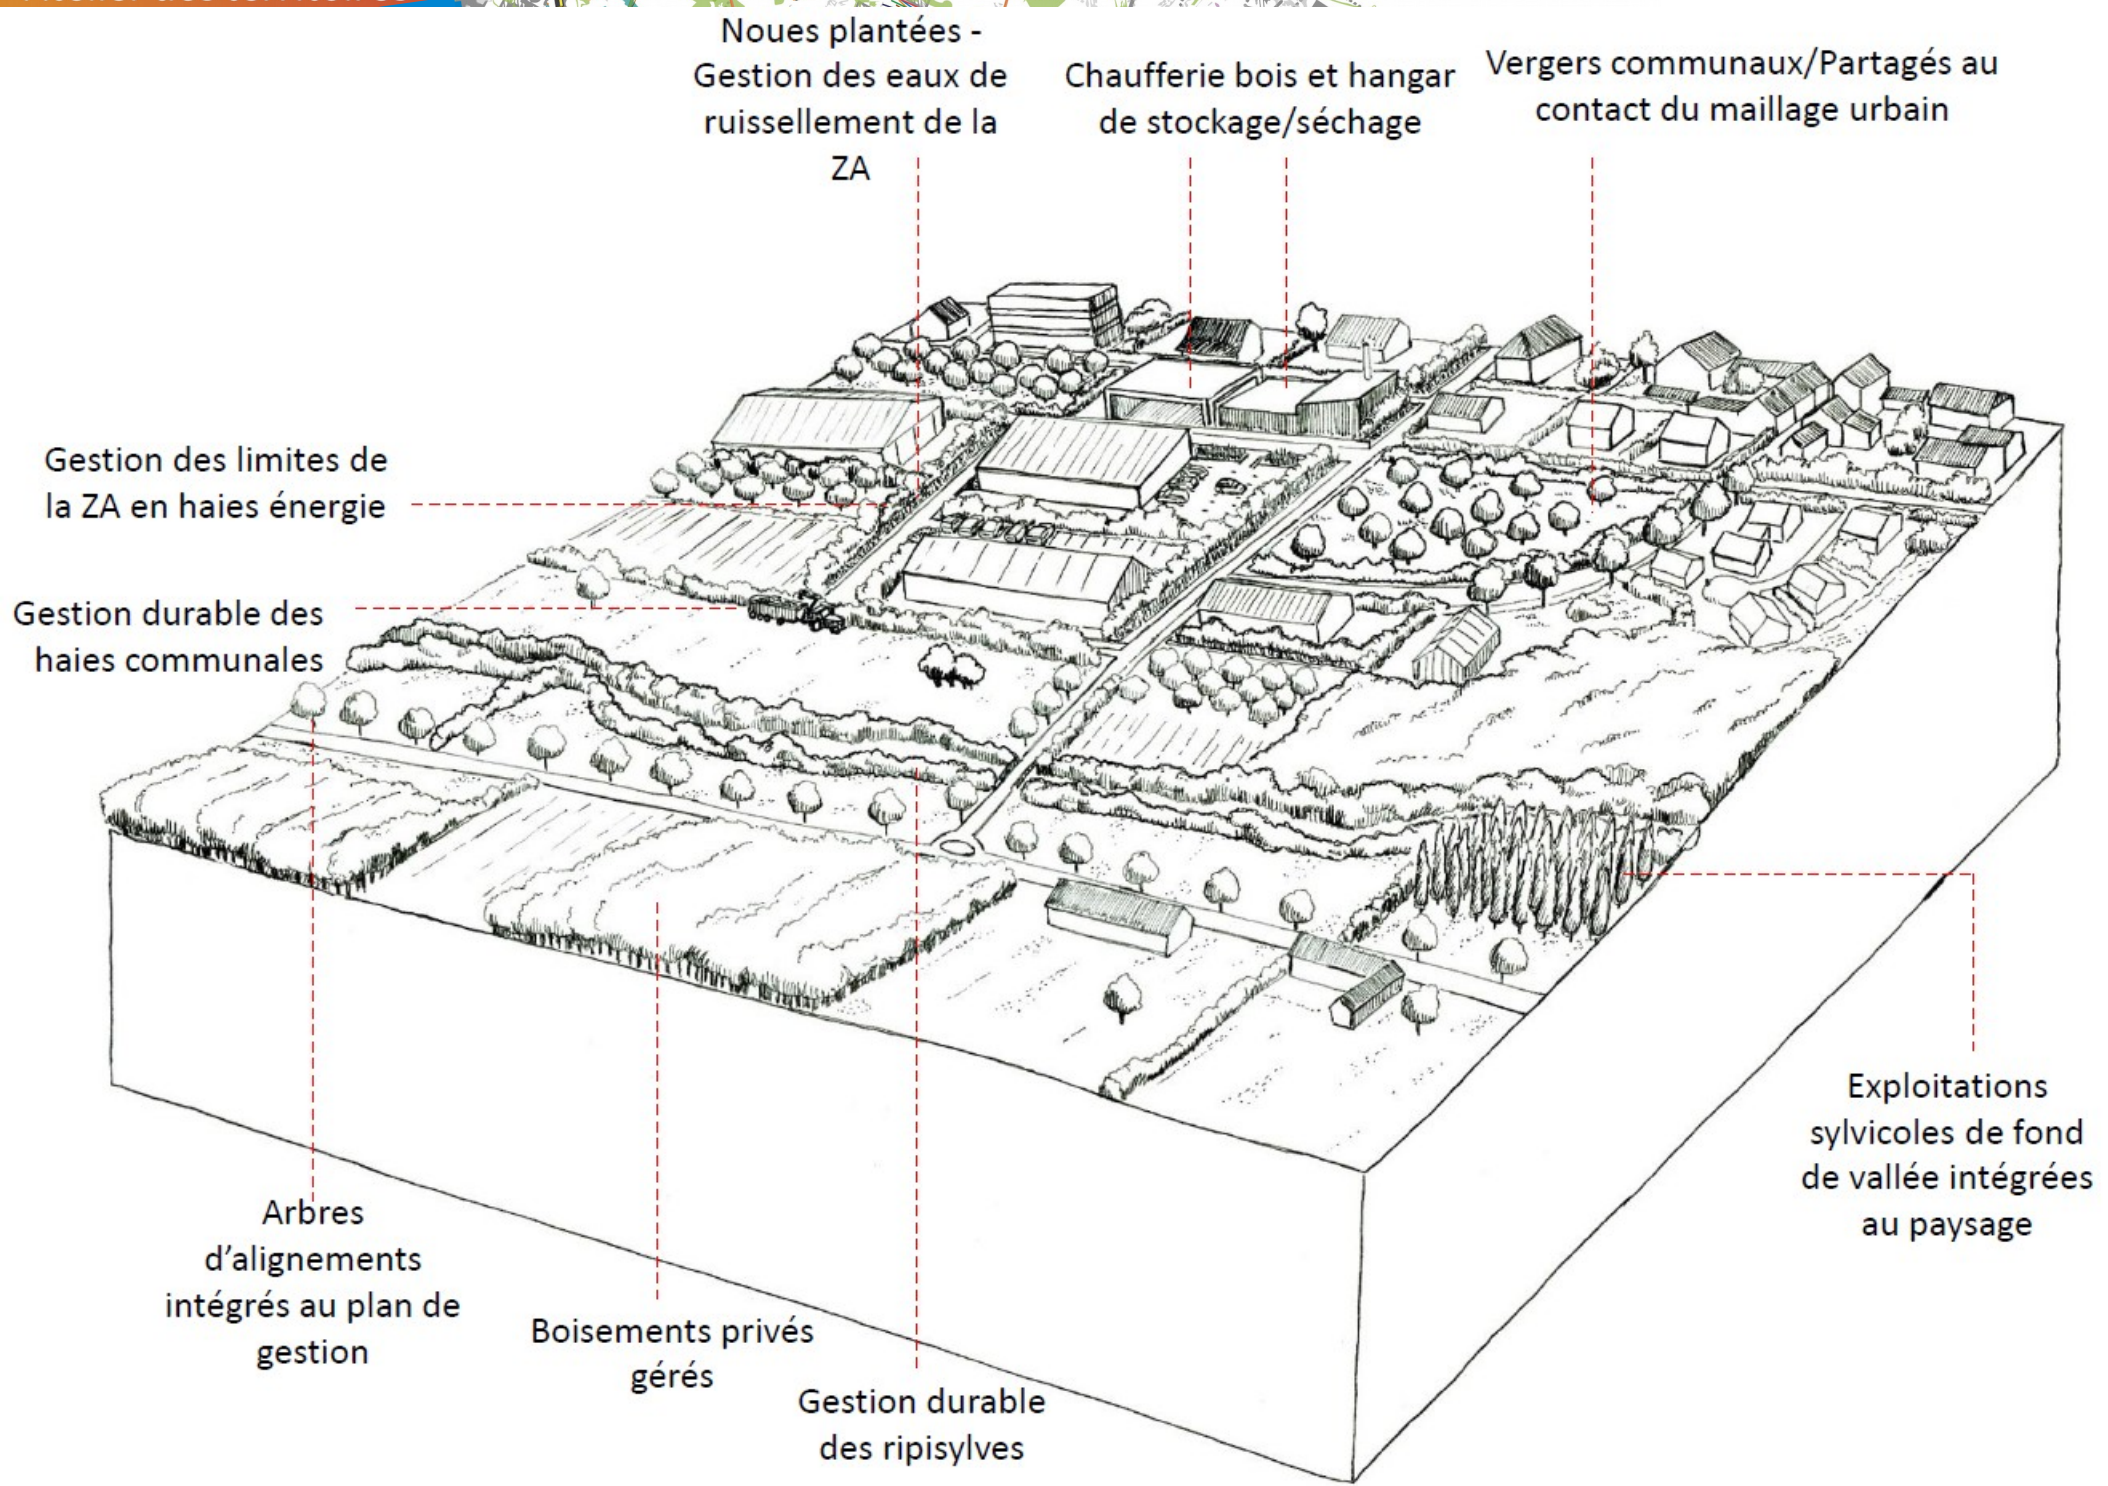 Atelier des territoires
Noues plantées -
Gestion des eaux de
ruissellement de la
ZA
Chaufferie bois et hangar
de stockage/séchage
Vergers communaux/Partagés au
contact du maillage urbain
Gestion des limites de
la ZA en haies énergie
Gestion durable des
haies communales
Arbres
d’alignements
intégrés au plan de
gestion
Boisements privés
gérés
Gestion durable
des ripisylves
Exploitations
sylvicoles de fond
de vallée intégrées
au paysage